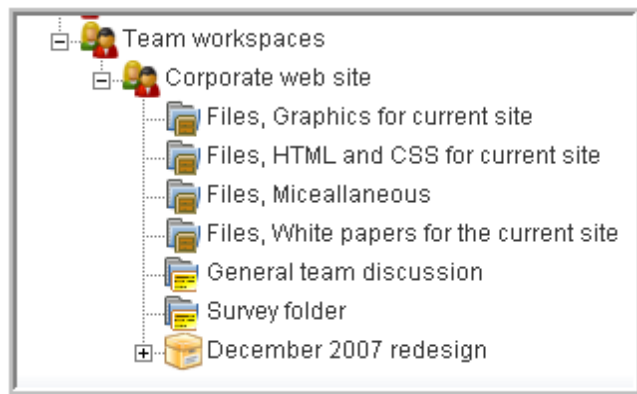 Team workspaces
Corporate web site
Files, Graphics for current site
Files, HTML and CSS for current site
Files, Miceallaneous
Files, White papers for the current site
General team discussion
Survey folder
December 2007 redesign